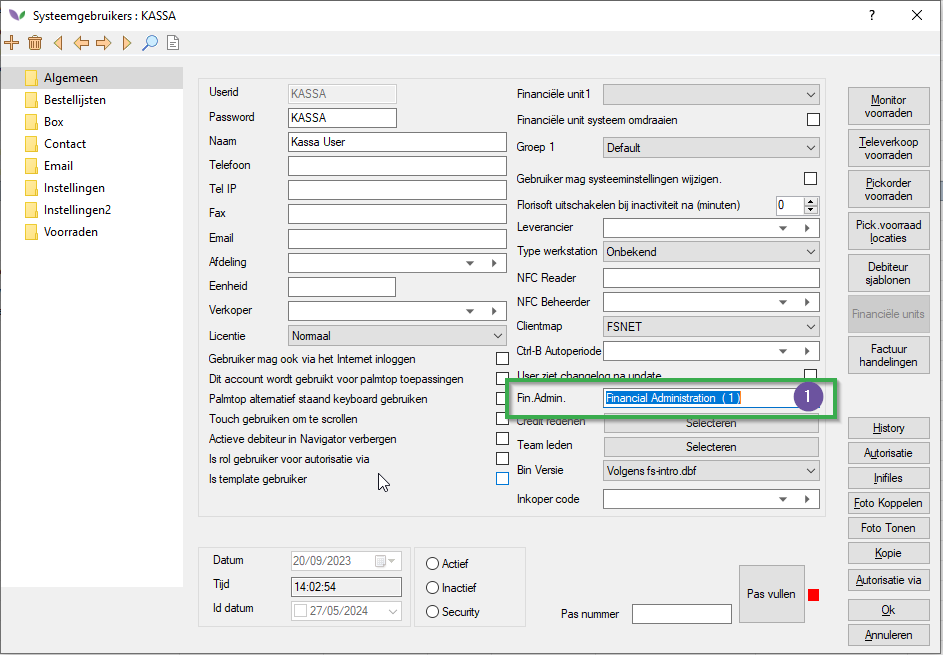 Systeemgebruikers : KASSA
?
Algemeen
Bestellijsten
Box
Contact
Email
Instellingen
Instellingen2
Voorraden
Userid KASSA
Password KASSA
Naam Kassa User
Telefoon
Tel IP
Fax
Email
Afdeling
Eenheid
Verkoper
Licentie Normaal
Gebruiker mag ook via het Internet inloggen
Dit account wordt gebruikt voor palmtop toepassingen
Palmtop alternatief staand keyboard gebruiken
Touch gebruiken om te scrollen
Actieve debiteur in Navigator verbergen
Is rol gebruiker voor autorisatie via
Is template gebruiker
Financiële unit1
Financiële unit systeem omdraaien
Groep 1 Default
Gebruiker mag systeeminstellingen wijzigen.
Florisoft uitschakelen bij inactiviteit na (minuten) 0
Leverancier
Type werkstation Onbekend
NFC Reader
NFC Beheerder
Clientmap FSNET
Ctrl-B Autoperiode
User ziet changelog na update
Fin.Admin. Financial Administration ( 1 ) 1
Credit redenen Selecteren
Team leden Selecteren
Bin Versie Volgens fs-intro.dbf
Inkoper code
Datum 20/09/2023
Tijd 14:02:54
Id datum 27/05/2024
Actief
Inactief
Security
Pas nummer
Pas vullen
Monitor
voorraden
Televerkoop
voorraden
Pickorder
voorraden
Pick.voorraad
locaties
Debiteur
sjablonen
Financiële units
Factuur
handelingen
History
Autorisatie
Inifiles
Foto Koppelen
Foto Tonen
Kopie
Autorisatie via
Ok
Annuleren